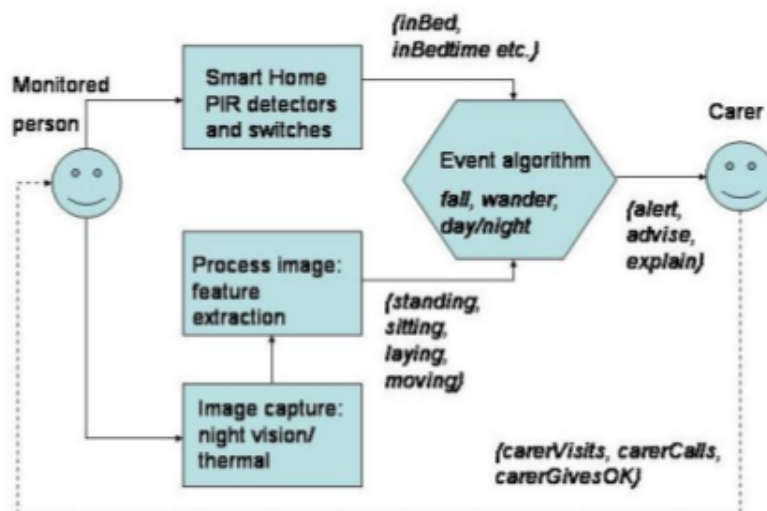 {inBed,
inBedtime etc.}
Monitored
person
Smart Home
PIR detectors
and switches
Carer
Event algorithm
fall, wander,
day/night
{alert,
advise,
explain}
Process image:
feature
extraction
{standing,
sitting,
laying,
moving}
Image capture:
night vision/
thermal
{carerVisits, carerCalls,
carerGivesOK}